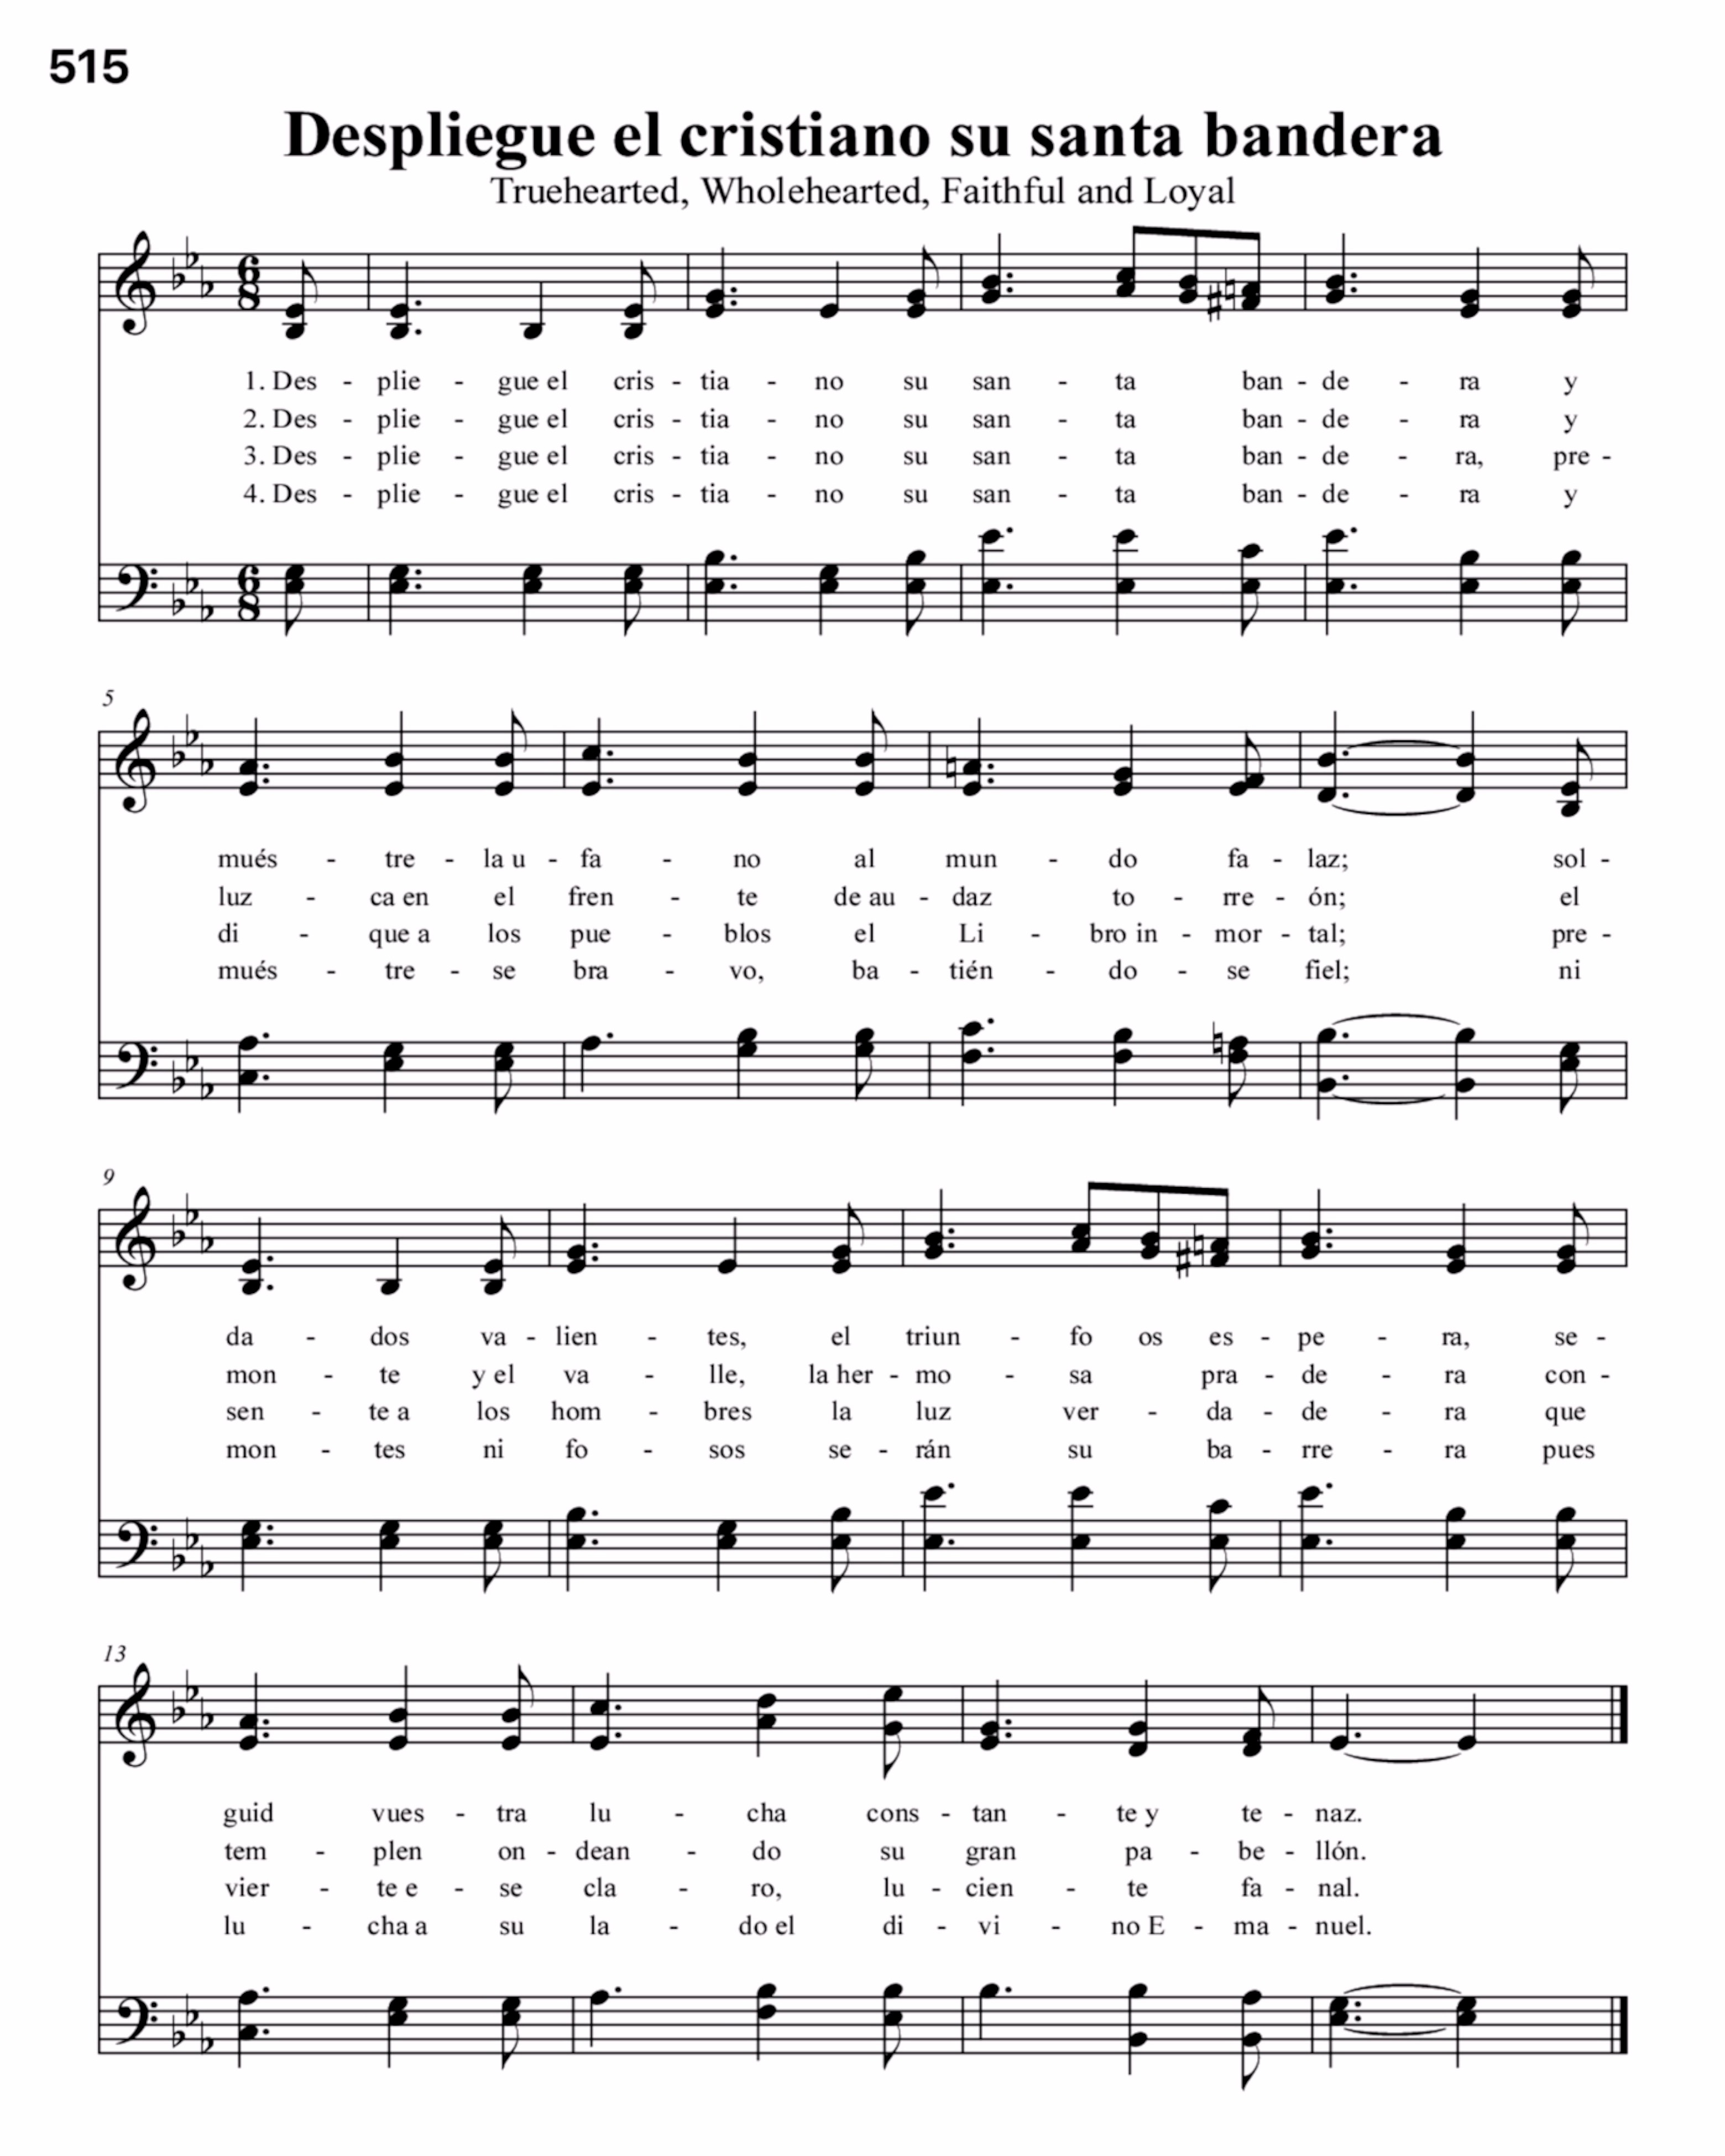 515
Despliegue el cristiano su santa bandera
Truehearted, Wholehearted, Faithful and Loyal
1. Des - plie - gue el cris - tia - no su san - ta ban - de - ra y
2. Des - plie - gue el cris - tia - no su san - ta ban - de - ra y
3. Des - plie - gue el cris - tia - no su san - ta ban - de - ra, pre -
4. Des - plie - gue el cris - tia - no su san - ta ban - de - ra y
5
mués - tre - la u - fa - no al mun - do fa - laz; sol -
luz - ca en el fren - te de au - daz to - rre - ón; el
di - que a los pue - blos el Li - bro in - mor - tal; pre -
mués - tre - se bra - vo, ba - tién - do - se fiel; ni
9
da - dos va - lien - tes, el triun - fo os es - pe - ra, se -
mon - te y el va - lle, la her - mo - sa pra - de - ra con -
sen - te a los hom - bres la luz ver - da - de - ra que
mon - tes ni fo - sos se - rán su ba - rre - ra pues
13
guid vues - tra lu - cha cons - tan - te y te - naz.
tem - plen on - dean - do su gran pa - be - llón.
vier - te e - se cla - ro, lu - cien - te fa - nal.
lu - cha a su la - do el di - vi - no E - ma - nuel.